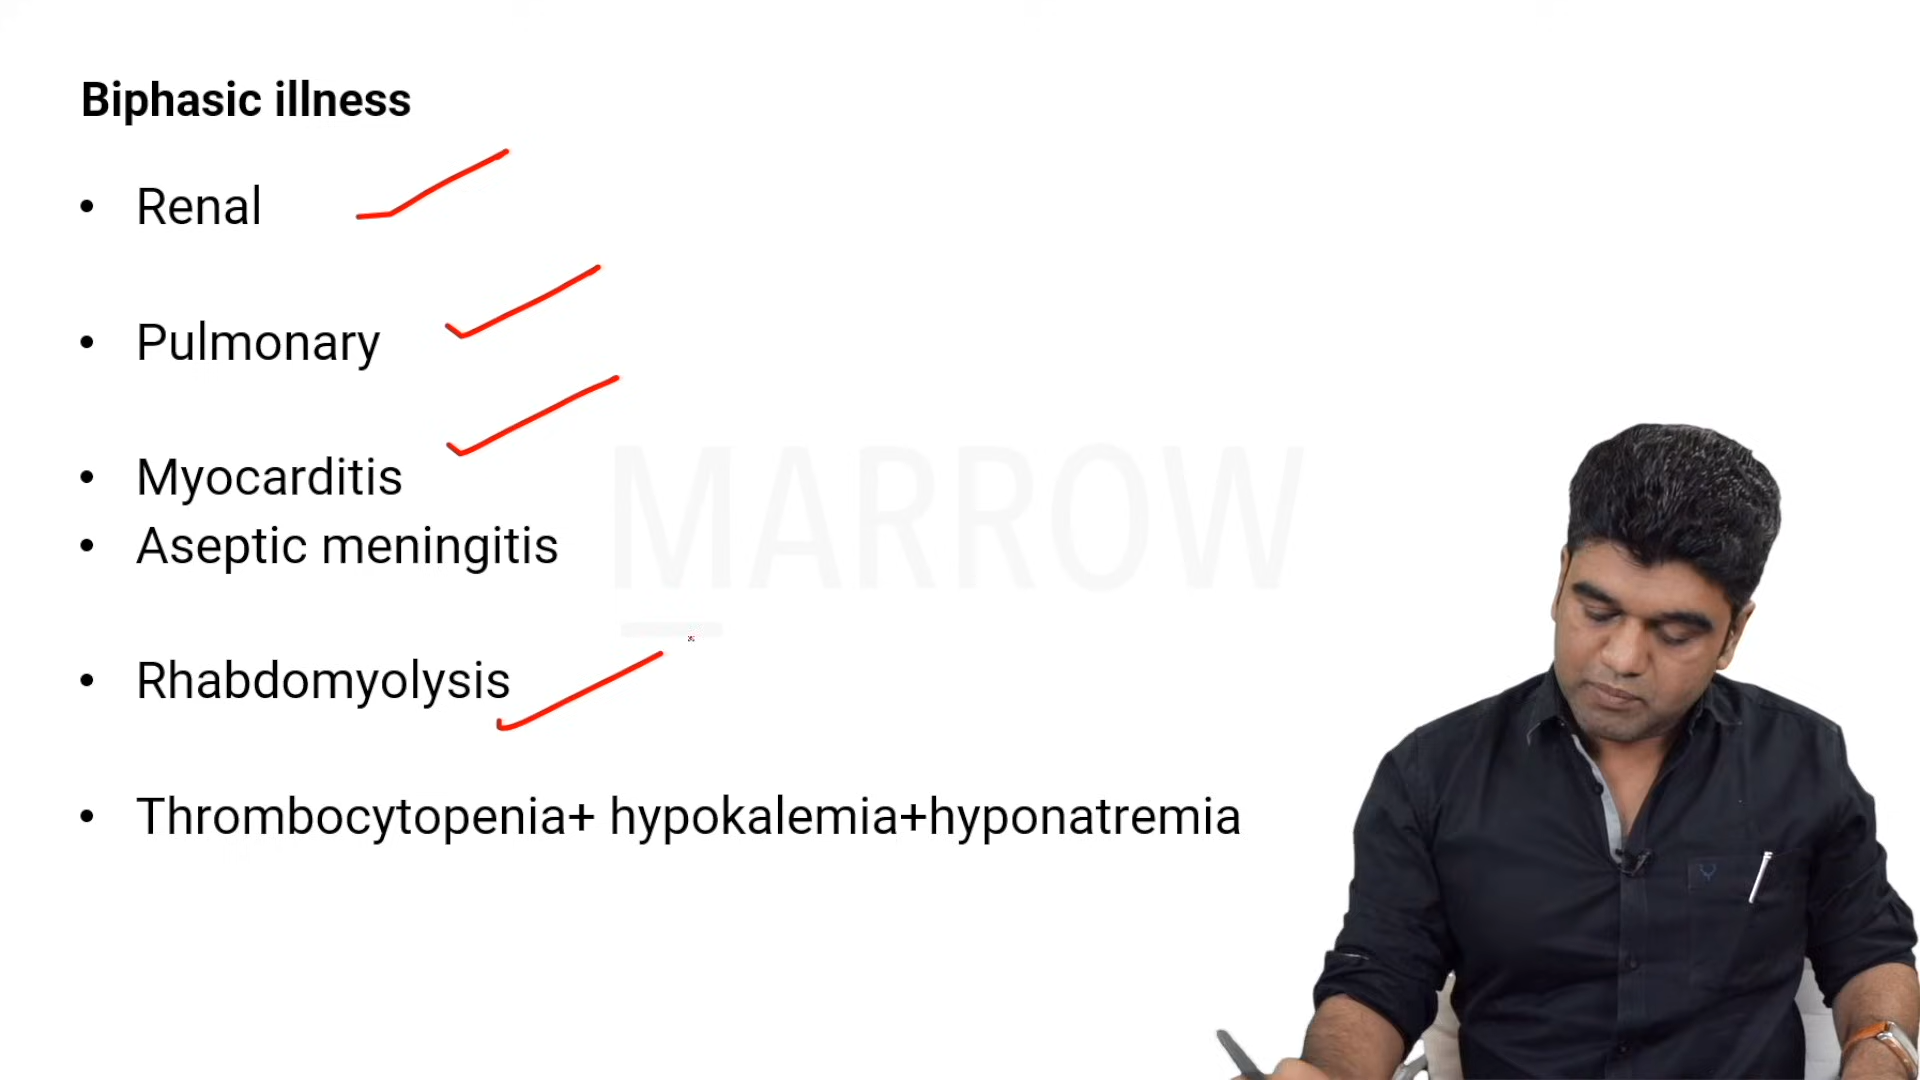 Biphasic illness
• Renal
• Pulmonary
• Myocarditis
• Aseptic meningitis
• Rhabdomyolysis
• Thrombocytopenia+ hypokalemia+hyponatremia
MARROW